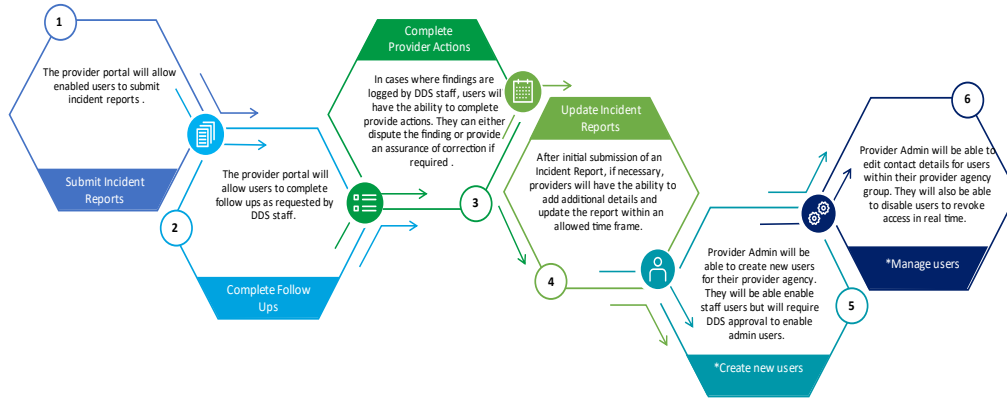 1
The provider portal will allow
enabled users to submit
incident reports .
Submit Incident
Reports
2
The provider portal will
allow users to complete
follow ups as requested by
DDS staff.
Complete Follow
Ups
Complete
Provider Actions
In cases where findings are
logged by DDS staff, users will
have the ability to complete
provide actions. They can either
dispute the finding or provide
an assurance of correction if
required .
3
Update Incident
Reports
After initial submission of an
Incident Report, if necessary,
providers will have the ability to
add additional details and
update the report within an
allowed time frame.
4
Provider Admin will be
able to create new users
for their provider agency.
They will be able enable
staff users but will require
DDS approval to enable
admin users.
5
*Create new users
6
Provider Admin will be able to
edit contact details for users
within their provider agency
group. They will also be able
to disable users to revoke
access in real time.
*Manage users